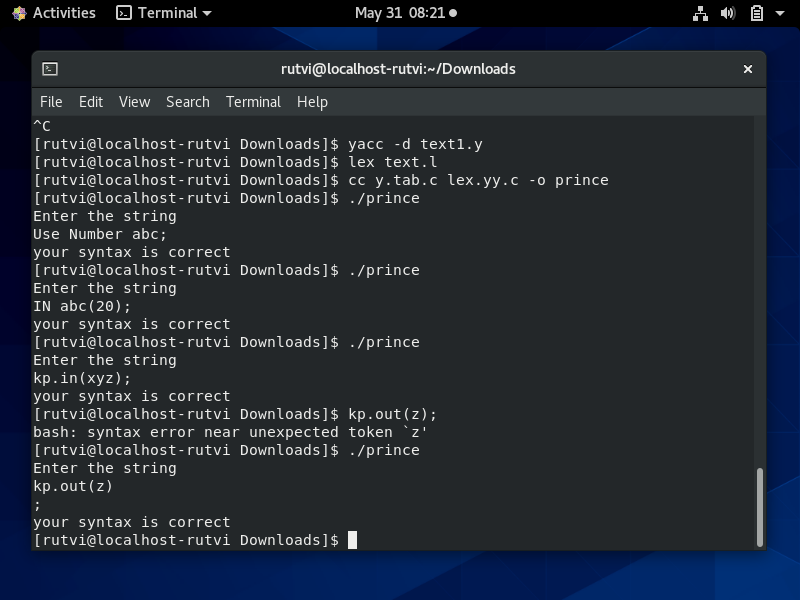 Activities Terminal May 31 08:21
rutvi@localhost-rutvi:~/Downloads
File Edit View Search Terminal Help
^C
[rutvi@localhost-rutvi Downloads]$ yacc -d text1.y
[rutvi@localhost-rutvi Downloads]$ lex text.l
[rutvi@localhost-rutvi Downloads]$ cc y.tab.c lex.yy.c -o prince
[rutvi@localhost-rutvi Downloads]$ ./prince
Enter the string
Use Number abc;
your syntax is correct
[rutvi@localhost-rutvi Downloads]$ ./prince
Enter the string
IN abc(20);
your syntax is correct
[rutvi@localhost-rutvi Downloads]$ ./prince
Enter the string
kp.in(xyz);
your syntax is correct
[rutvi@localhost-rutvi Downloads]$ kp.out(z);
bash: syntax error near unexpected token `z'
[rutvi@localhost-rutvi Downloads]$ ./prince
Enter the string
kp.out(z)
;
your syntax is correct
[rutvi@localhost-rutvi Downloads]$